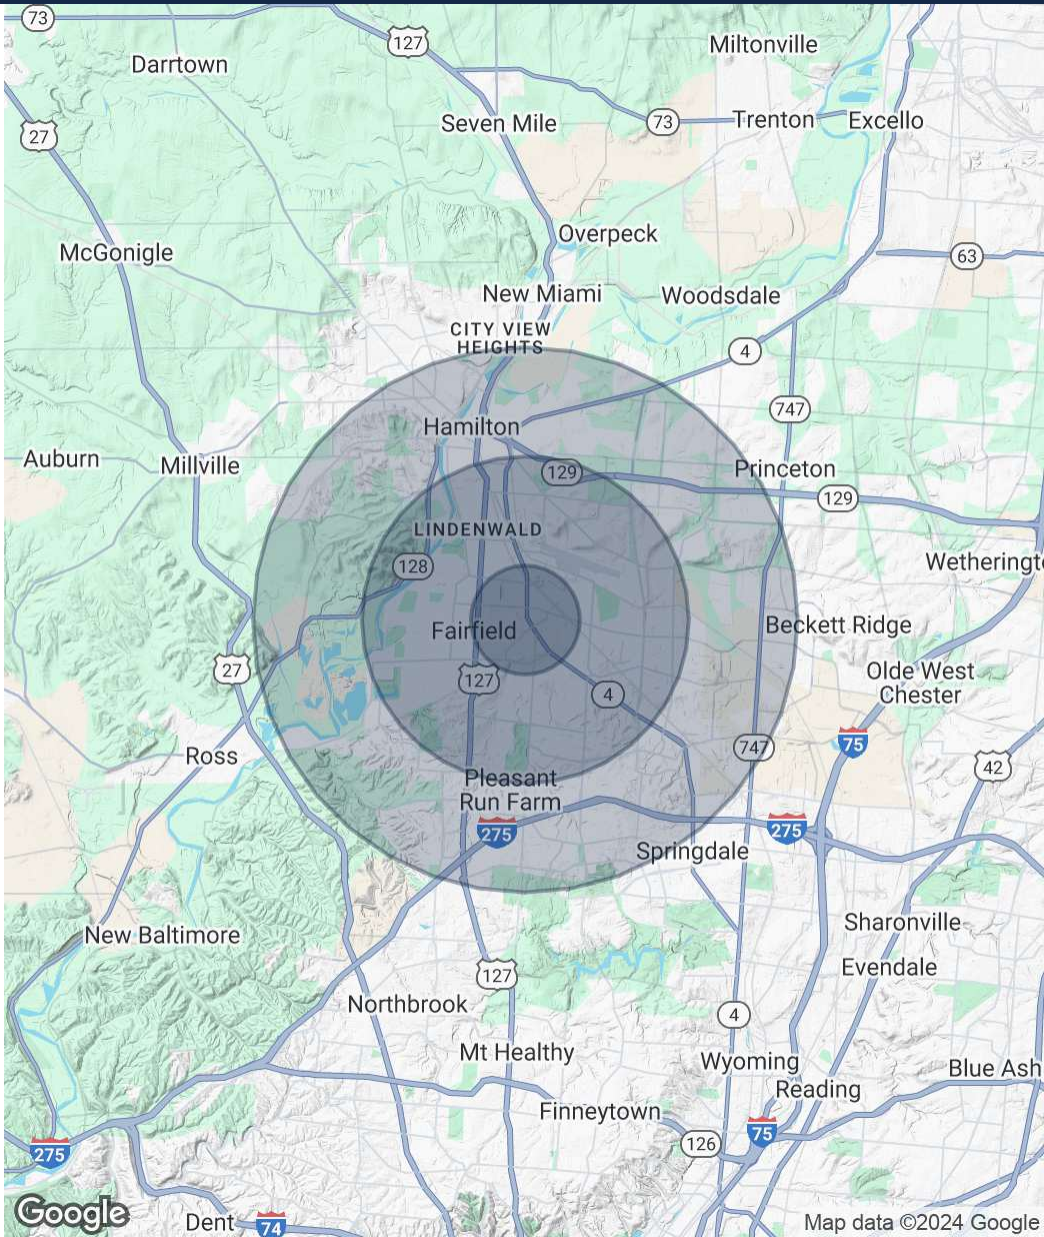 73
127
Miltonville
Darrtown
27
Seven Mile
73
Trenton
Excello
Overpeck
McGonigle
63
New Miami
Woodsdale
CITY VIEW
HEIGHTS
4
747
Hamilton
Auburn
Millville
129
Princeton
129
LINDENWALD
128
Wetheringto
Fairfield
Beckett Ridge
27
127
4
Olde West
Chester
Ross
747
75
42
Pleasant
Run Farm
275
275
Springdale
New Baltimore
Sharonville
Evendale
127
Northbrook
4
Mt Healthy
Wyoming
Blue Ash
Reading
Finneytown
126
75
275
Google
Dent
74
Map data ©2024 Google